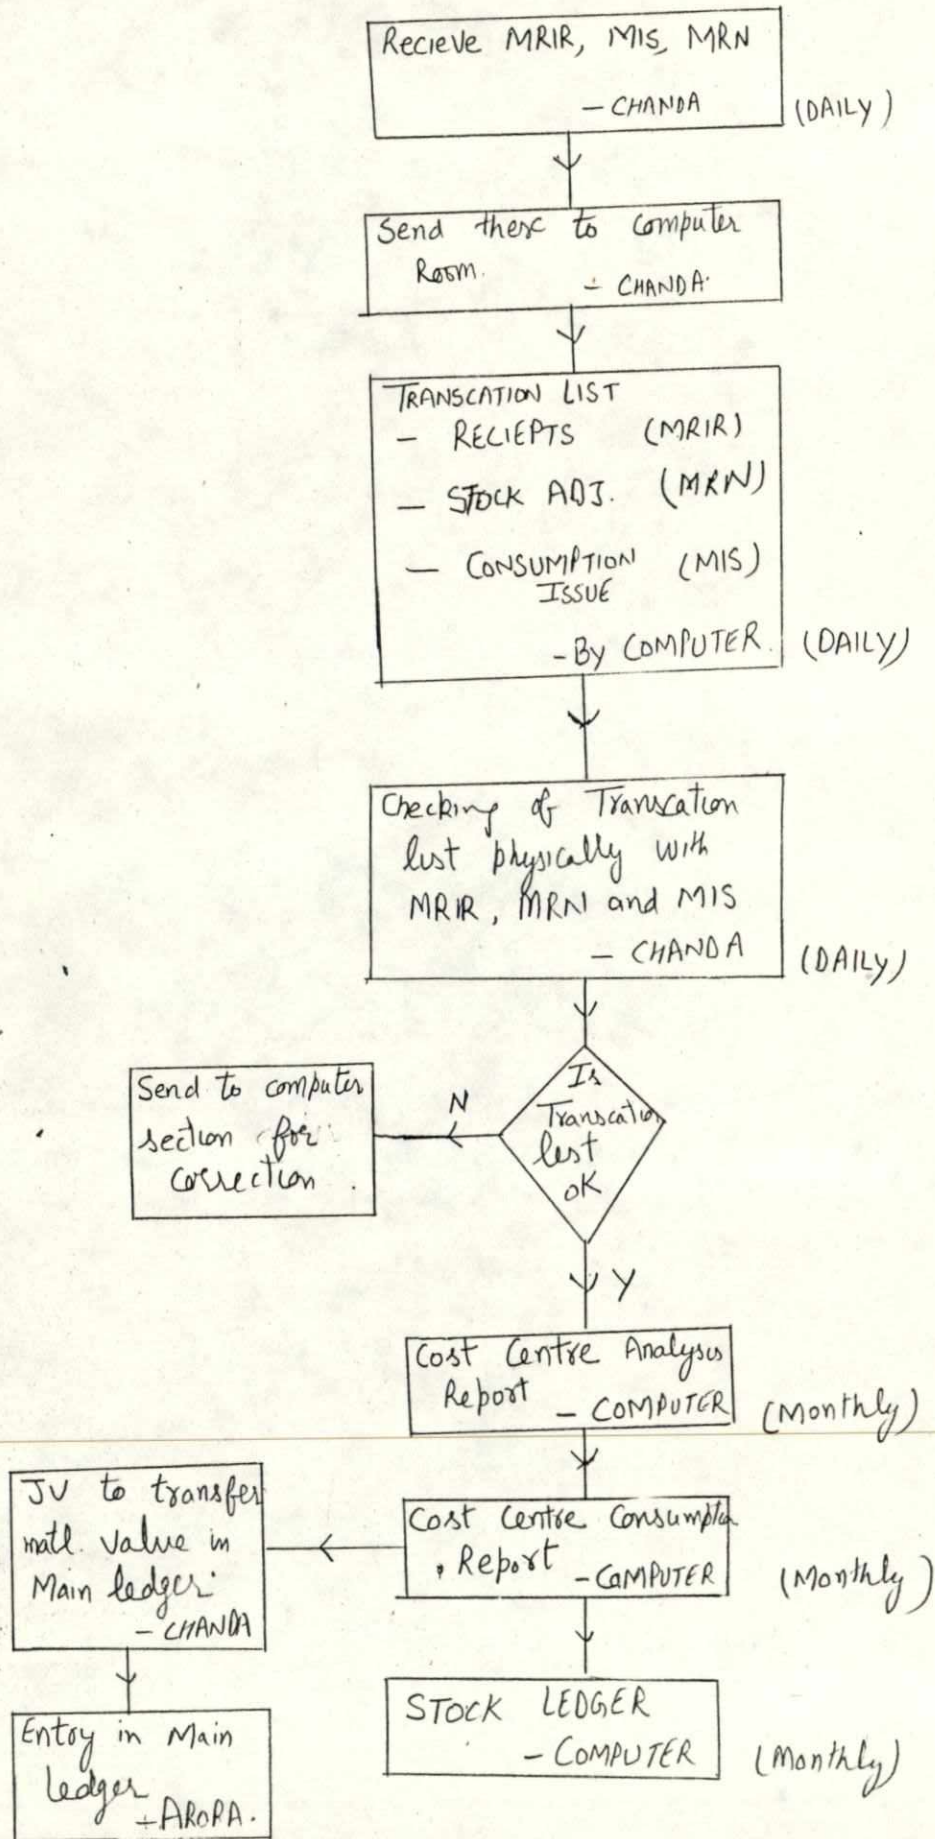 Recieve MRIR, MIS, MRN
- CHANDA (DAILY)
Send these to computer
Room. - CHANDA.
TRANSCATION LIST
- RECIEPTS (MRIR)
- STOCK ADJ. (MRN)
- CONSUMPTION (MIS)
ISSUE
- By COMPUTER. (DAILY)
Checking of Transcation
list physically with
MRIR, MRN and MIS
- CHANDA (DAILY)
Is
Transcation
list
OK
N
Send to computer
section for
correction.
Y
Cost Centre Analysis
Report - COMPUTER (Monthly)
Cost Centre Consumption
Report - COMPUTER (Monthly)
JV to transfer
matl. value in
Main ledger.
- CHANDA
Entry in Main
ledger
- ARORA.
STOCK LEDGER
- COMPUTER (Monthly)